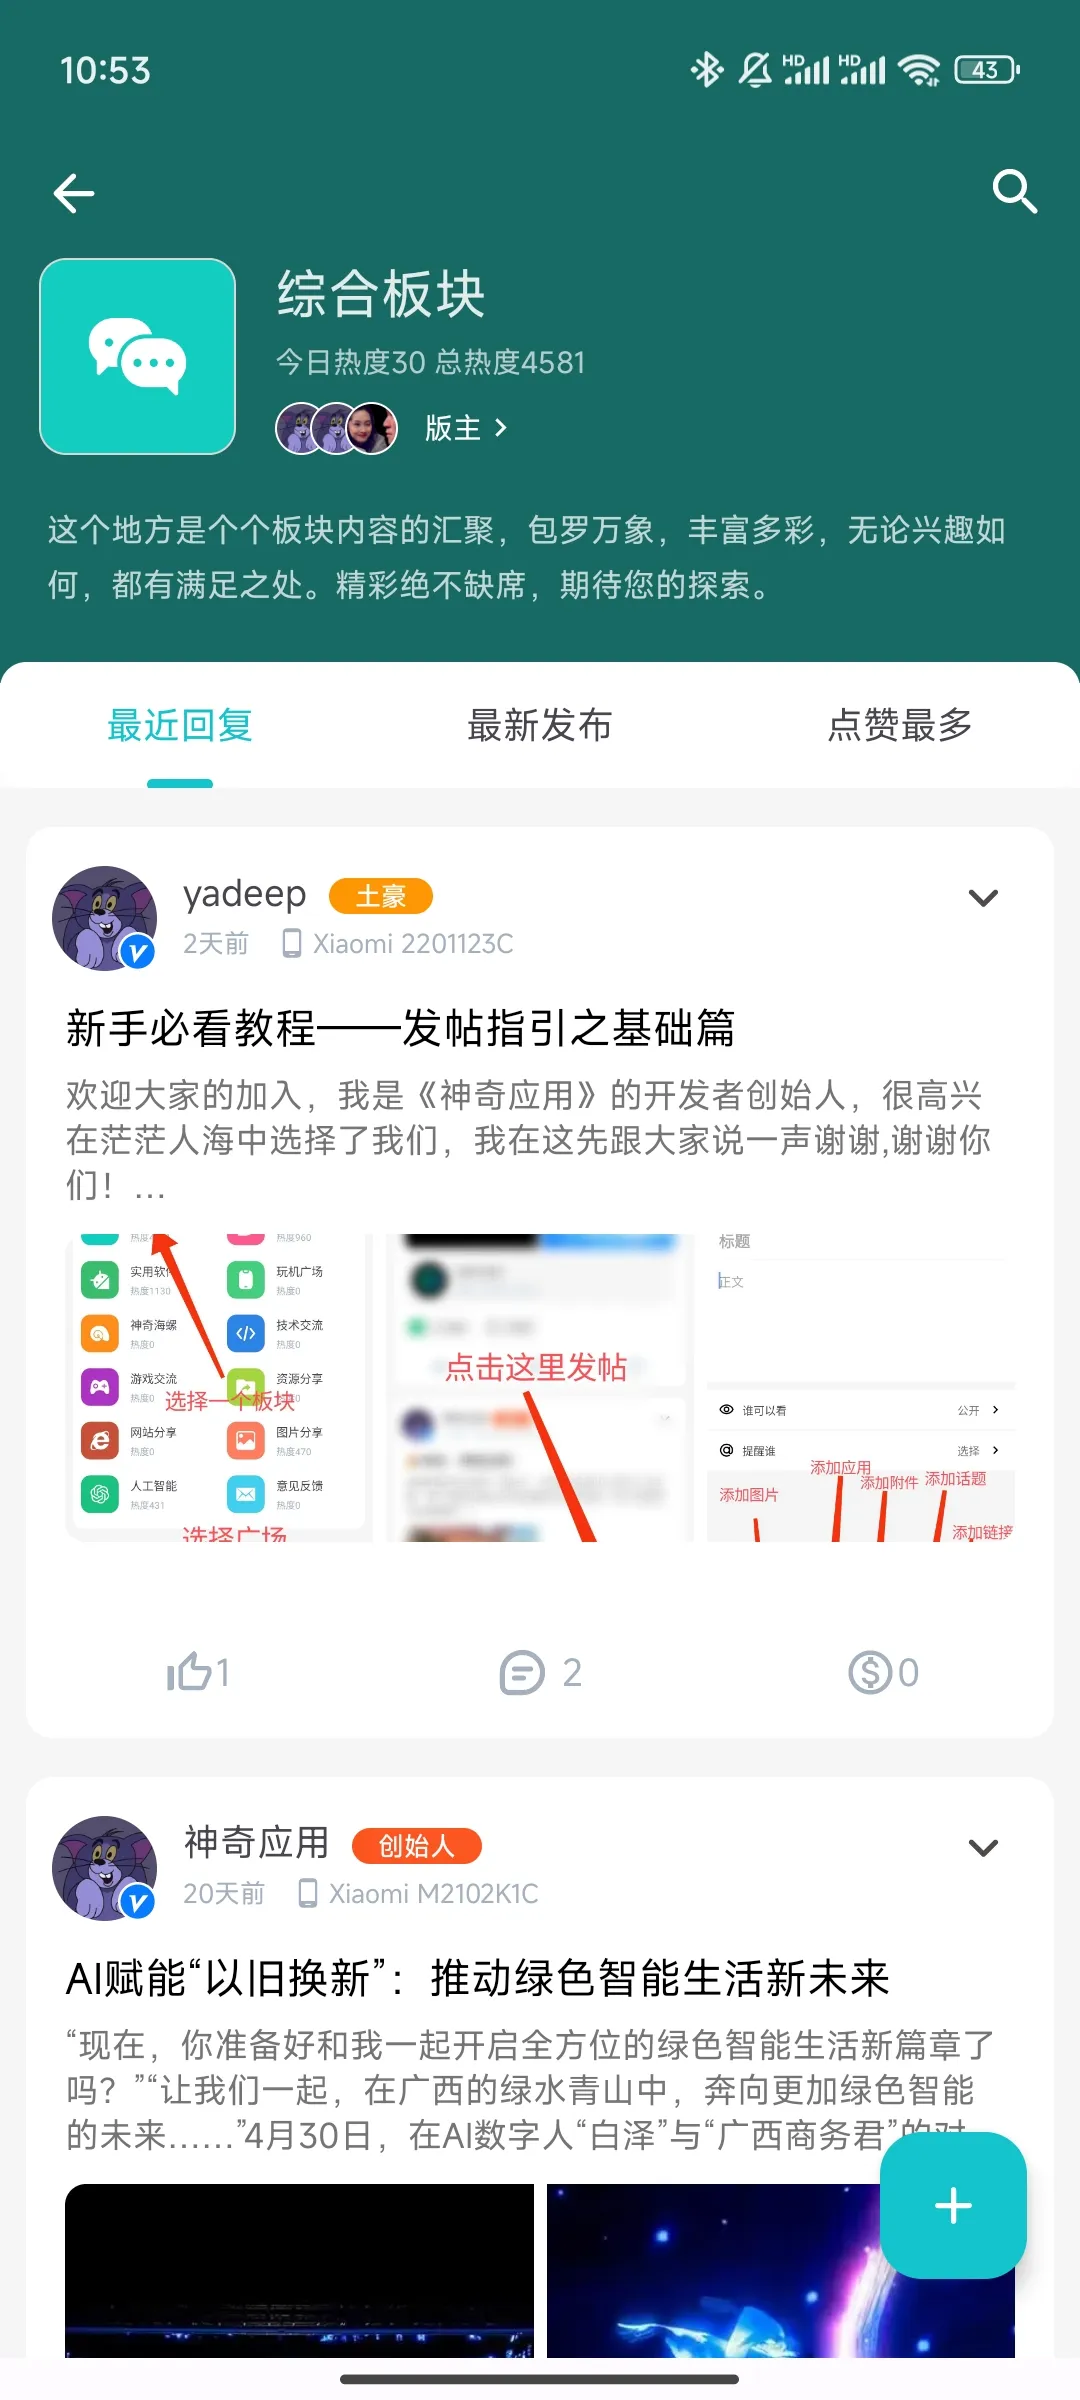 10:53
HD HD 43
综合板块
今日热度30 总热度4581
版主
这个地方是个个板块内容的汇聚，包罗万象，丰富多彩，无论兴趣如
何，都有满足之处。精彩绝不缺席，期待您的探索。
最近回复 最新发布 点赞最多
yadeep 土豪
2天前 Xiaomi 2201123C
新手必看教程——发帖指引之基础篇
欢迎大家的加入，我是《神奇应用》的开发者创始人，很高兴
在茫茫人海中选择了我们，我在这先跟大家说一声谢谢,谢谢你
们！...
热度960
实用软件 玩机广场
热度1130 热度0
神奇海螺 技术交流
热度0 热度0
游戏交流 资源分享
热度0
选择一个板块
网站分享 图片分享
热度0 热度470
人工智能 意见反馈
热度431 热度0
选择广场
点击这里发帖
标题
正文
谁可以看 公开
提醒谁 选择
添加图片 添加应用 添加附件 添加话题
添加链接
1 2 0
神奇应用 创始人
20天前 Xiaomi M2102K1C
AI赋能“以旧换新”：推动绿色智能生活新未来
“现在，你准备好和我一起开启全方位的绿色智能生活新篇章了
吗？”“让我们一起，在广西的绿水青山中，奔向更加绿色智能
的未来……”4月30日，在AI数字人“白泽”与“广西商务君”的对